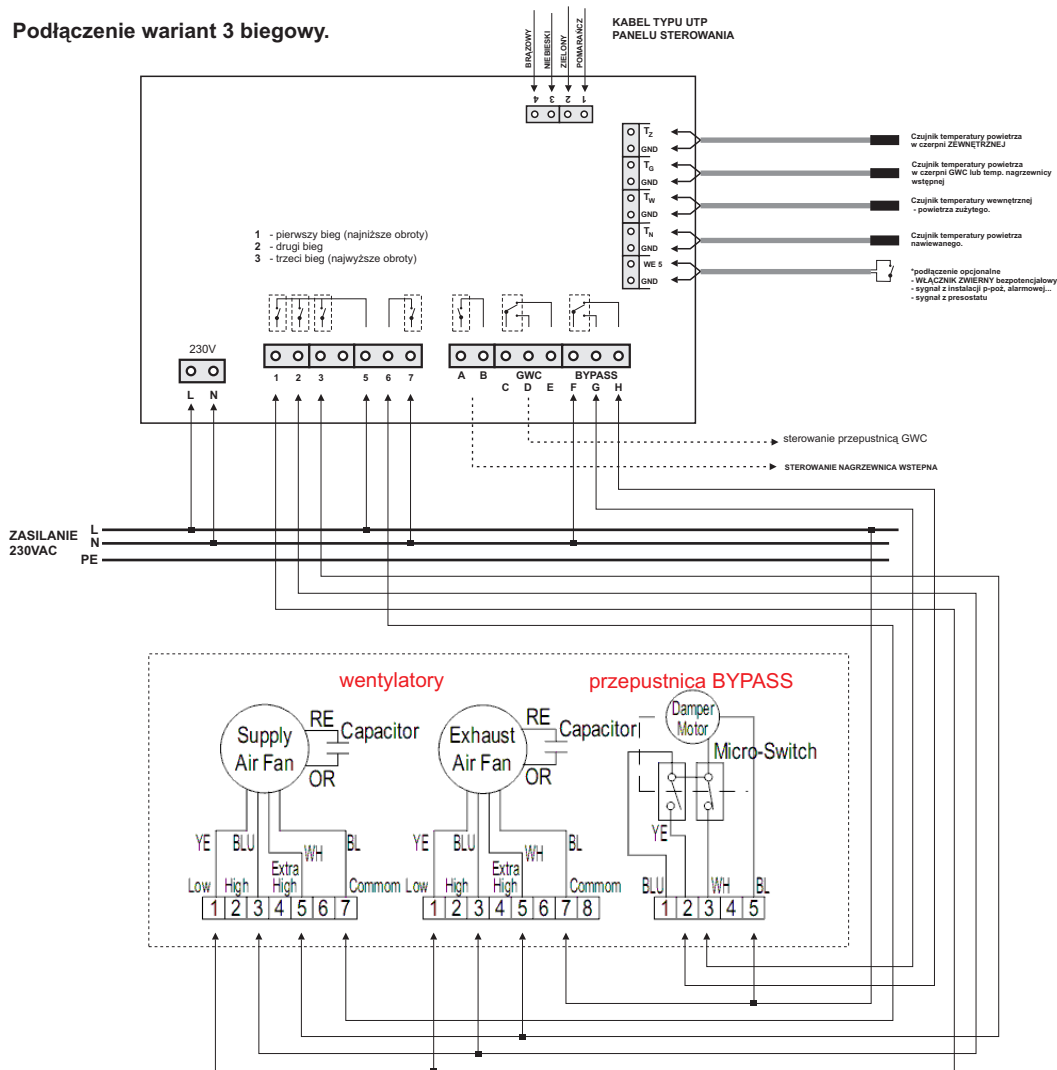 Podłączenie wariant 3 biegowy.
KABEL TYPU UTP
PANELU STEROWANIA
BRĄZOWY
NIEBIESKI
ZIELONY
POMARAŃCZ
4 3 2 1
TZ
GND
TG
GND
TW
GND
TN
GND
WE 5
GND
Czujnik temperatury powietrza
w czerpni ZEWNĘTRZNEJ
Czujnik temperatury powietrza
w czerpni GWC lub temp. nagrzewnicy
wstępnej
Czujnik temperatury wewnętrznej
- powietrza zużytego.
Czujnik temperatury powietrza
nawiewanego.
*podłączenie opcjonalne
- WŁĄCZNIK ZWIERNY bezpotencjałowy
- sygnał z instalacji p-poż, alarmowej...
- sygnał z presostatu
1 - pierwszy bieg (najniższe obroty)
2 - drugi bieg
3 - trzeci bieg (najwyższe obroty)
230V
L N
1 2 3 5 6 7
A B GWC BYPASS
C D E F G H
sterowanie przepustnicą GWC
STEROWANIE NAGRZEWNICA WSTEPNA
ZASILANIE
230VAC
L
N
PE
wentylatory
przepustnica BYPASS
Supply
Air Fan
RE
Capacitor
OR
YE
BLU
WH
BL
Low
High
Extra
High
Commom
1 2 3 4 5 6 7
Exhaust
Air Fan
RE
Capacitor
OR
YE
BLU
WH
BL
Low
High
Extra
High
Commom
1 2 3 4 5 6 7 8
Damper
Motor
Micro-Switch
YE
BLU
WH
BL
1 2 3 4 5